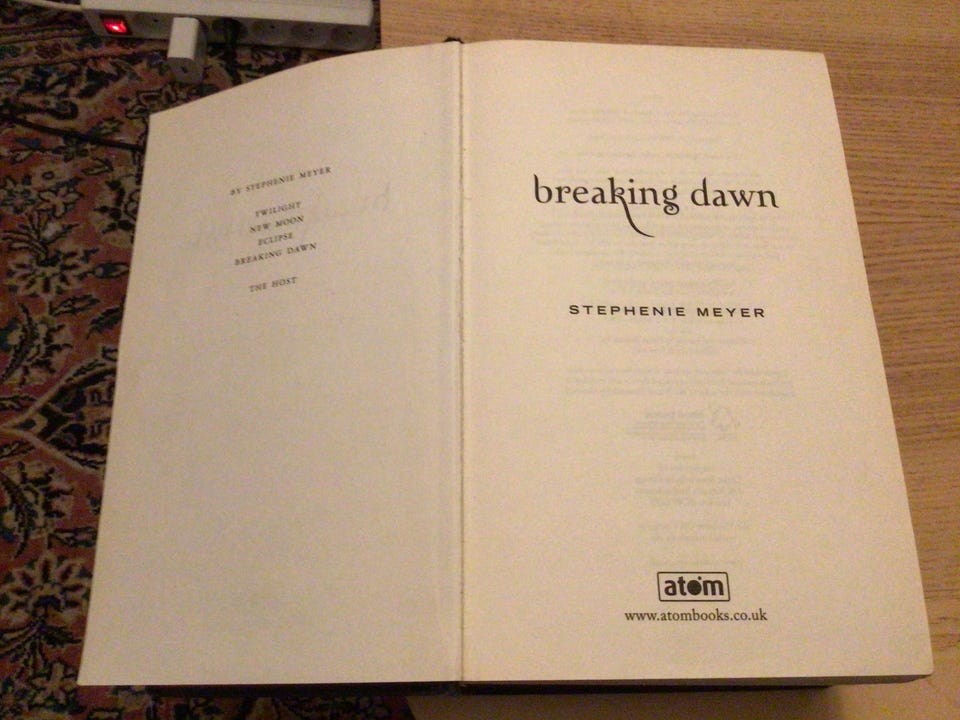 BY STEPHENIE MEYER
TWILIGHT
NEW MOON
ECLIPSE
BREAKING DAWN
THE HOST
breaking dawn
STEPHENIE MEYER
atom
www.atombooks.co.uk